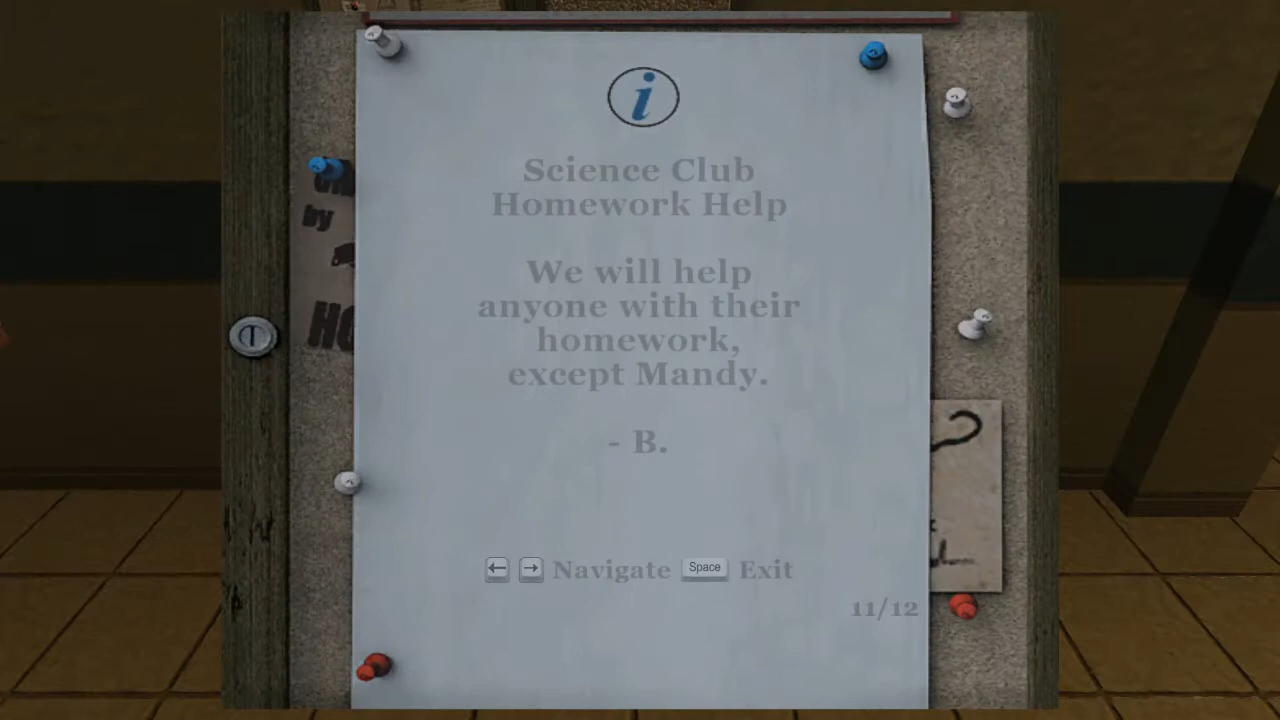 i
Science Club
Homework Help
We will help
anyone with their
homework,
except Mandy.
- B.
by
HO
?
← → Navigate Space Exit
11/12